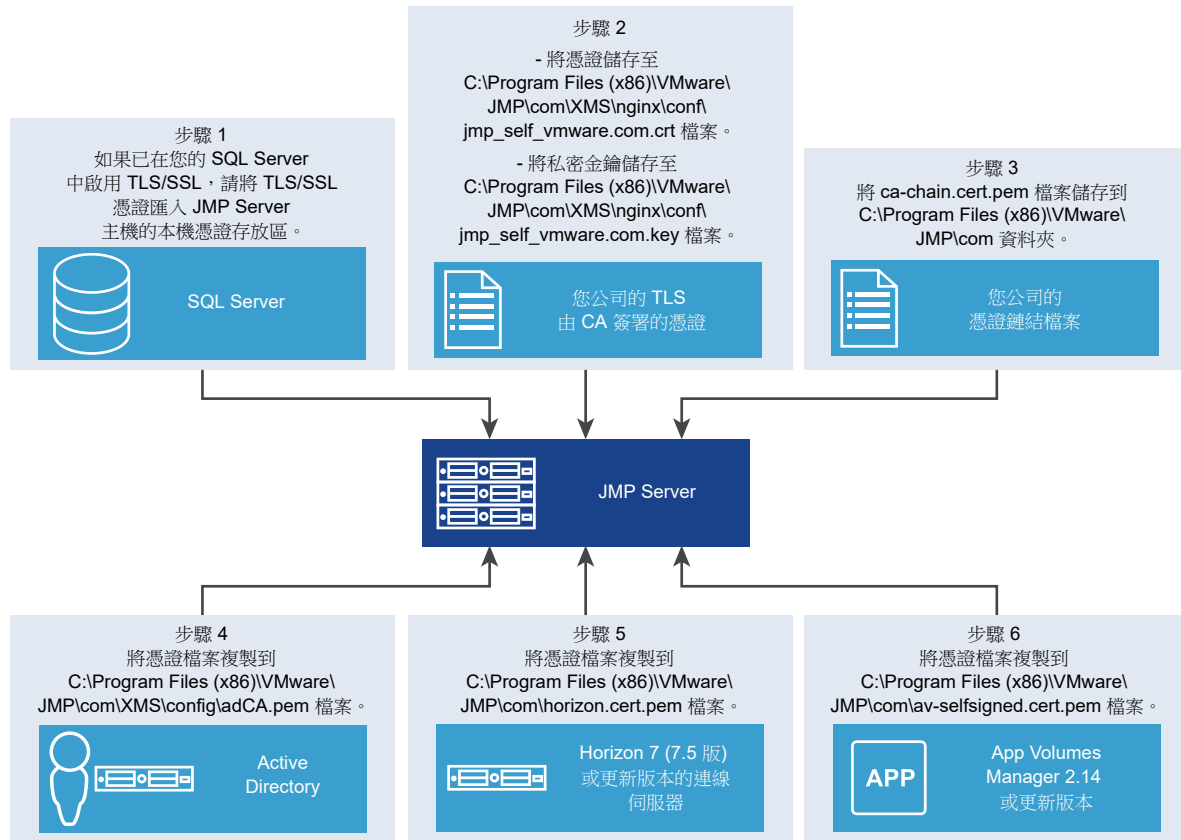 步驟 1
如果已在您的 SQL Server
中啟用 TLS/SSL，請將 TLS/SSL
憑證匯入 JMP Server
主機的本機憑證存放區。
SQL Server
步驟 2
- 將憑證儲存至
C:\Program Files (x86)\VMware\
JMP\com\XMS\nginx\conf\
jmp_self_vmware.com.crt 檔案。
- 將私密金鑰儲存至
C:\Program Files (x86)\VMware\
JMP\com\XMS\nginx\conf\
jmp_self_vmware.com.key 檔案。
您公司的 TLS
由 CA 簽署的憑證
步驟 3
將 ca-chain.cert.pem 檔案儲存到
C:\Program Files (x86)\VMware\
JMP\com 資料夾。
您公司的
憑證鏈結檔案
JMP Server
步驟 4
將憑證檔案複製到
C:\Program Files (x86)\VMware\
JMP\com\XMS\config\adCA.pem 檔案。
Active
Directory
步驟 5
將憑證檔案複製到
C:\Program Files (x86)\VMware\
JMP\com\horizon.cert.pem 檔案。
Horizon 7 (7.5 版)
或更新版本的連線
伺服器
步驟 6
將憑證檔案複製到
C:\Program Files (x86)\VMware\
JMP\com\av-selfsigned.cert.pem 檔案。
APP
App Volumes
Manager 2.14
或更新版本